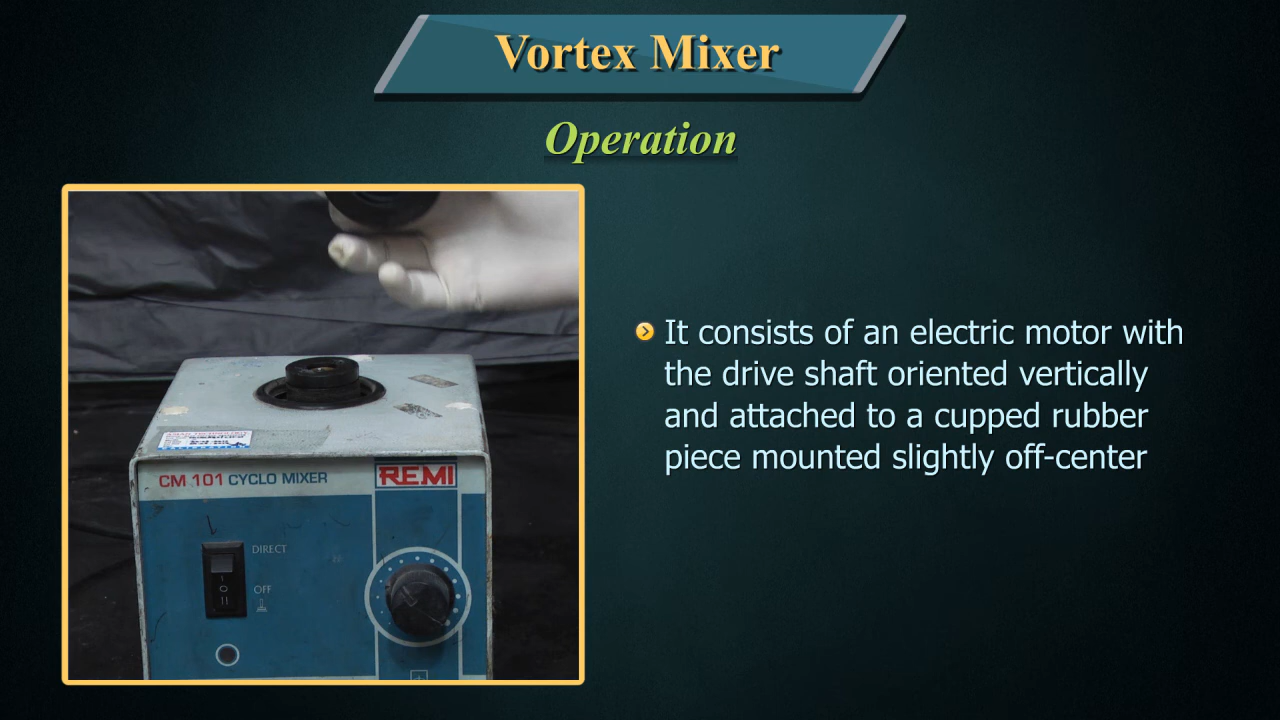 Vortex Mixer
Operation
It consists of an electric motor with
the drive shaft oriented vertically
and attached to a cupped rubber
piece mounted slightly off-center
CM 101 CYCLO MIXER
REMI
DIRECT
OFF